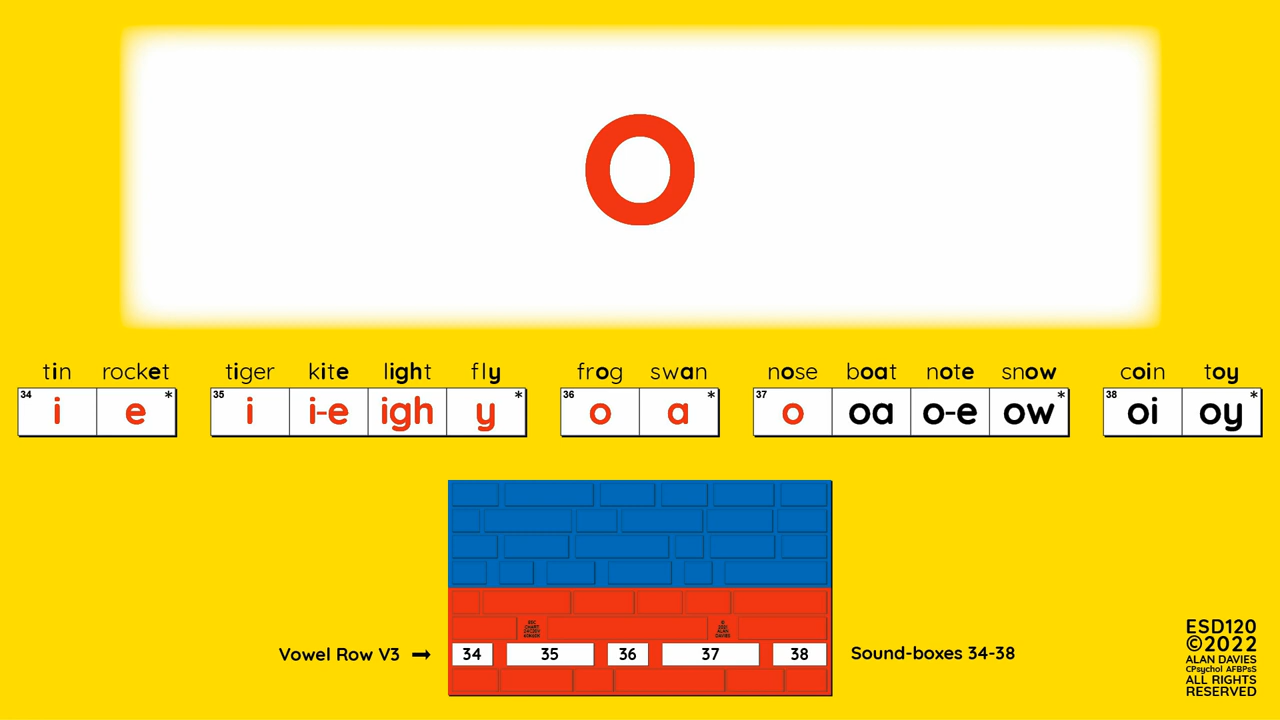 o
tin rocket tiger kite light fly frog swan nose boat note snow coin toy
34 i e * 35 i i-e igh y * 36 o a * 37 o oa o-e ow * 38 oi oy *
Vowel Row V3 → 34 35 36 37 38 Sound-boxes 34-38
ESD120
©2022
ALAN DAVIES
CPsychol AFBPsS
ALL RIGHTS
RESERVED